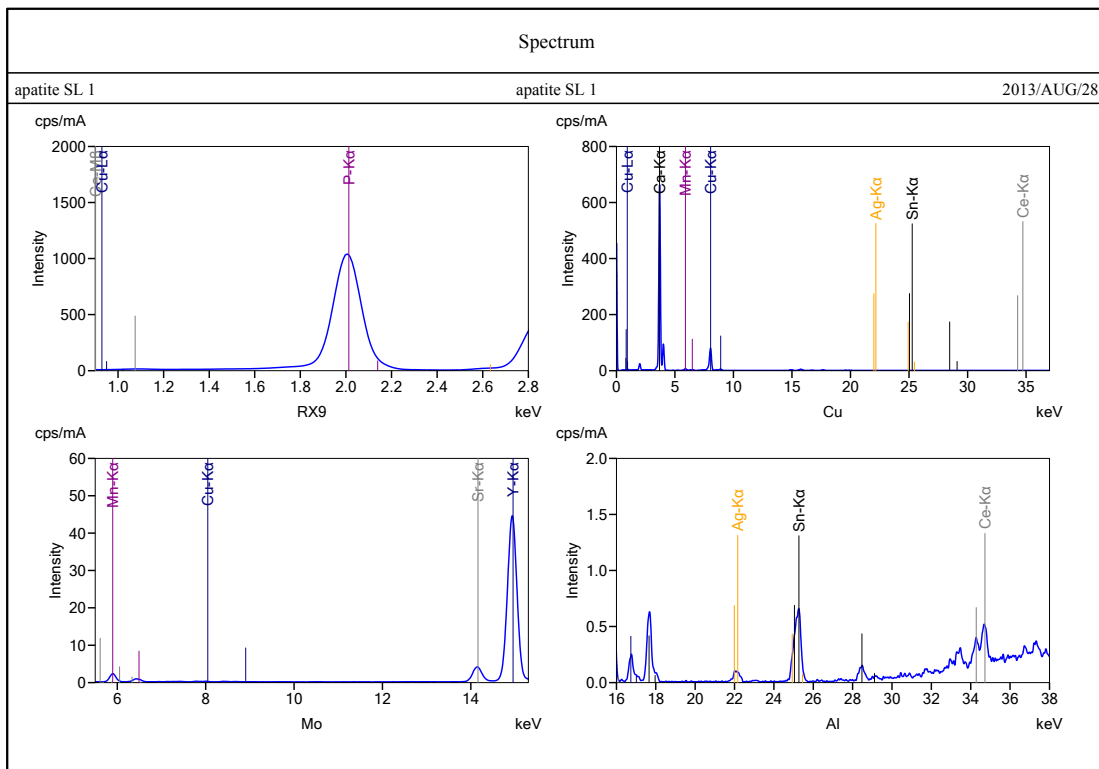 Spectrum
apatite SL 1 apatite SL 1 2013/AUG/28
cps/mA
Intensity
2000
1500
1000
500
0
Ce-Mβ
Cu-Lα
P-Kα
1.0 1.2 1.4 1.6 1.8 2.0 2.2 2.4 2.6 2.8
RX9 keV
cps/mA
Intensity
800
600
400
200
0
Cu-Lα
Ca-Kα
Mn-Kα
Cu-Kα
Ag-Kα
Sn-Kα
Ce-Kα
0 5 10 15 20 25 30 35
Cu keV
cps/mA
Intensity
60
50
40
30
20
10
0
Mn-Kα
Cu-Kα
Sr-Kα
Y-Kα
6 8 10 12 14
Mo keV
cps/mA
Intensity
2.0
1.5
1.0
0.5
0.0
Ag-Kα
Sn-Kα
Ce-Kα
16 18 20 22 24 26 28 30 32 34 36 38
Al keV